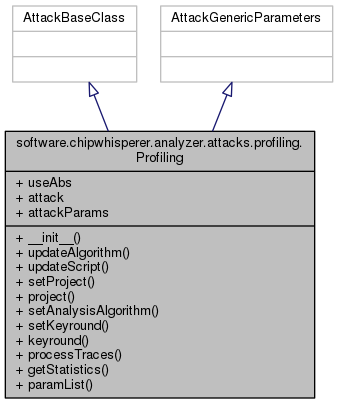 AttackBaseClass
AttackGenericParameters
software.chipwhisperer.analyzer.attacks.profiling.
Profiling
+ useAbs
+ attack
+ attackParams
+ __init__()
+ updateAlgorithm()
+ updateScript()
+ setProject()
+ project()
+ setAnalysisAlgorithm()
+ setKeyround()
+ keyround()
+ processTraces()
+ getStatistics()
+ paramList()